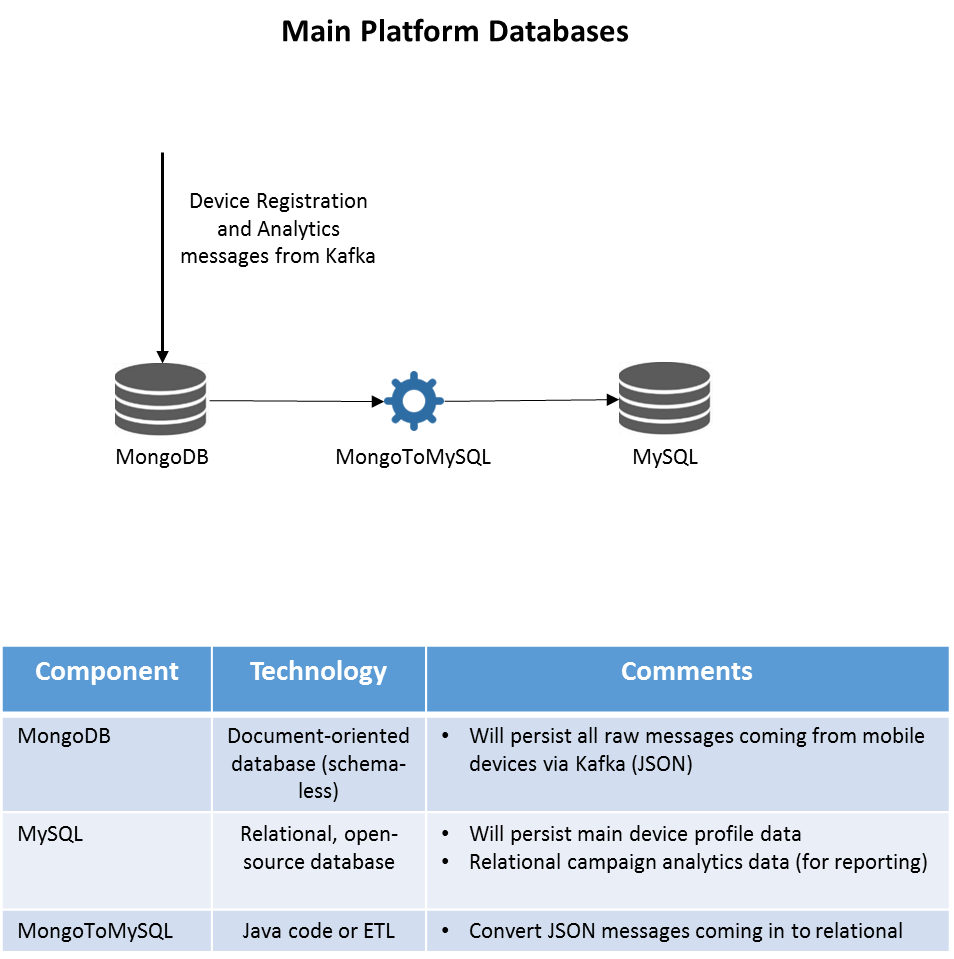 Main Platform Databases
Device Registration
and Analytics
messages from Kafka
MongoDB
MongoToMySQL
MySQL
Component
Technology
Comments
MongoDB
Document-oriented
database (schema-
less)
• Will persist all raw messages coming from mobile
devices via Kafka (JSON)
MySQL
Relational, open-
source database
• Will persist main device profile data
• Relational campaign analytics data (for reporting)
MongoToMySQL
Java code or ETL
• Convert JSON messages coming in to relational